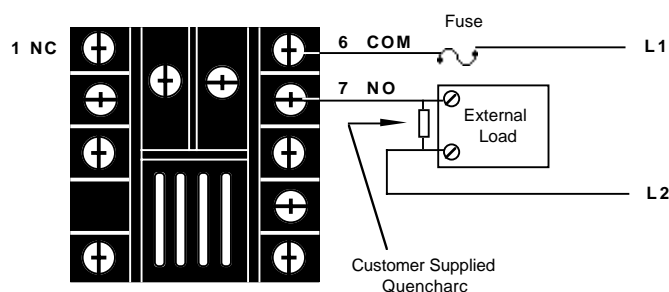 Fuse
1 NC
6 COM
L1
7 NO
External
Load
L2
Customer Supplied
Quencharc